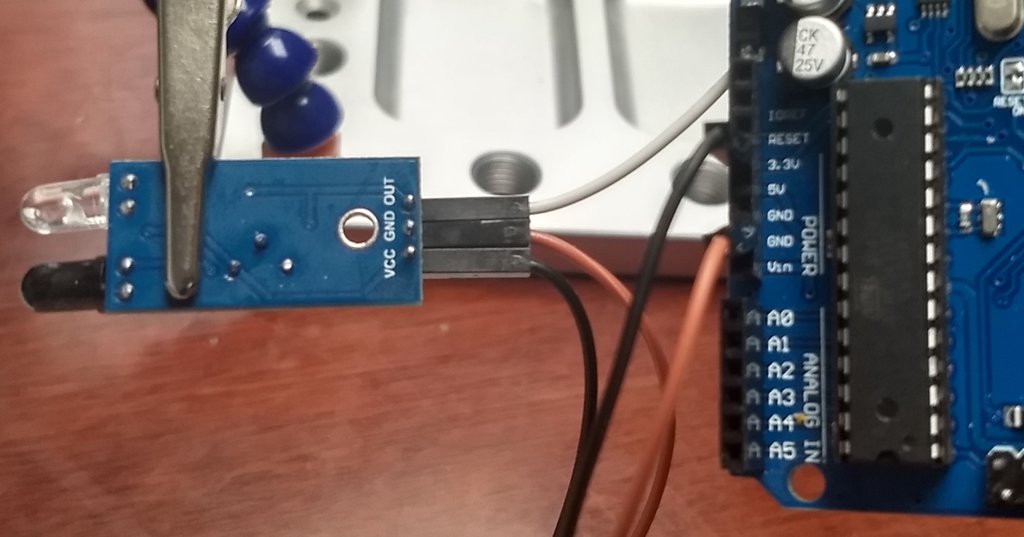 VCC GND OUT
CK
47
25V
IOREF
RESET
3.3V
5V
GND
GND
Vin
POWER
A0
A1
A2
A3
A4
A5
ANALOG IN
RESET